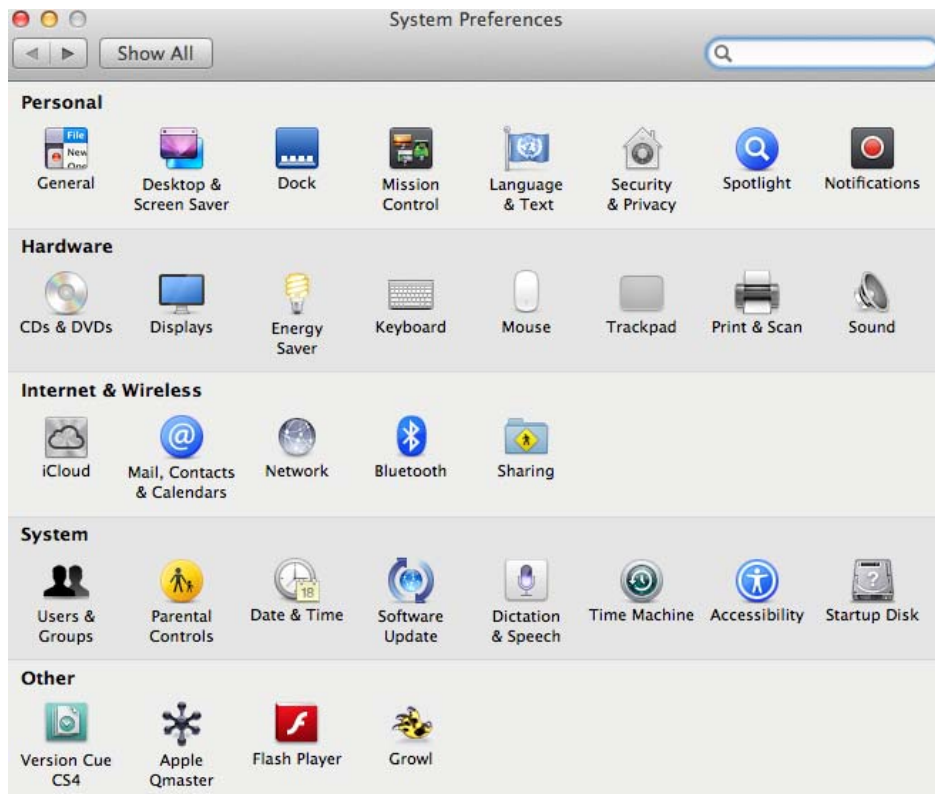 System Preferences
Show All
Personal
File
New
One
General
Desktop &
Screen Saver
Dock
Mission
Control
Language
& Text
Security
& Privacy
Spotlight
Notifications
Hardware
CDs & DVDs
Displays
Energy
Saver
Keyboard
Mouse
Trackpad
Print & Scan
Sound
Internet & Wireless
iCloud
@
Mail, Contacts
& Calendars
Network
Bluetooth
Sharing
System
Users &
Groups
Parental
Controls
18
Date & Time
Software
Update
Dictation
& Speech
Time Machine
Accessibility
?
Startup Disk
Other
Version Cue
CS4
Apple
Qmaster
Flash Player
Growl